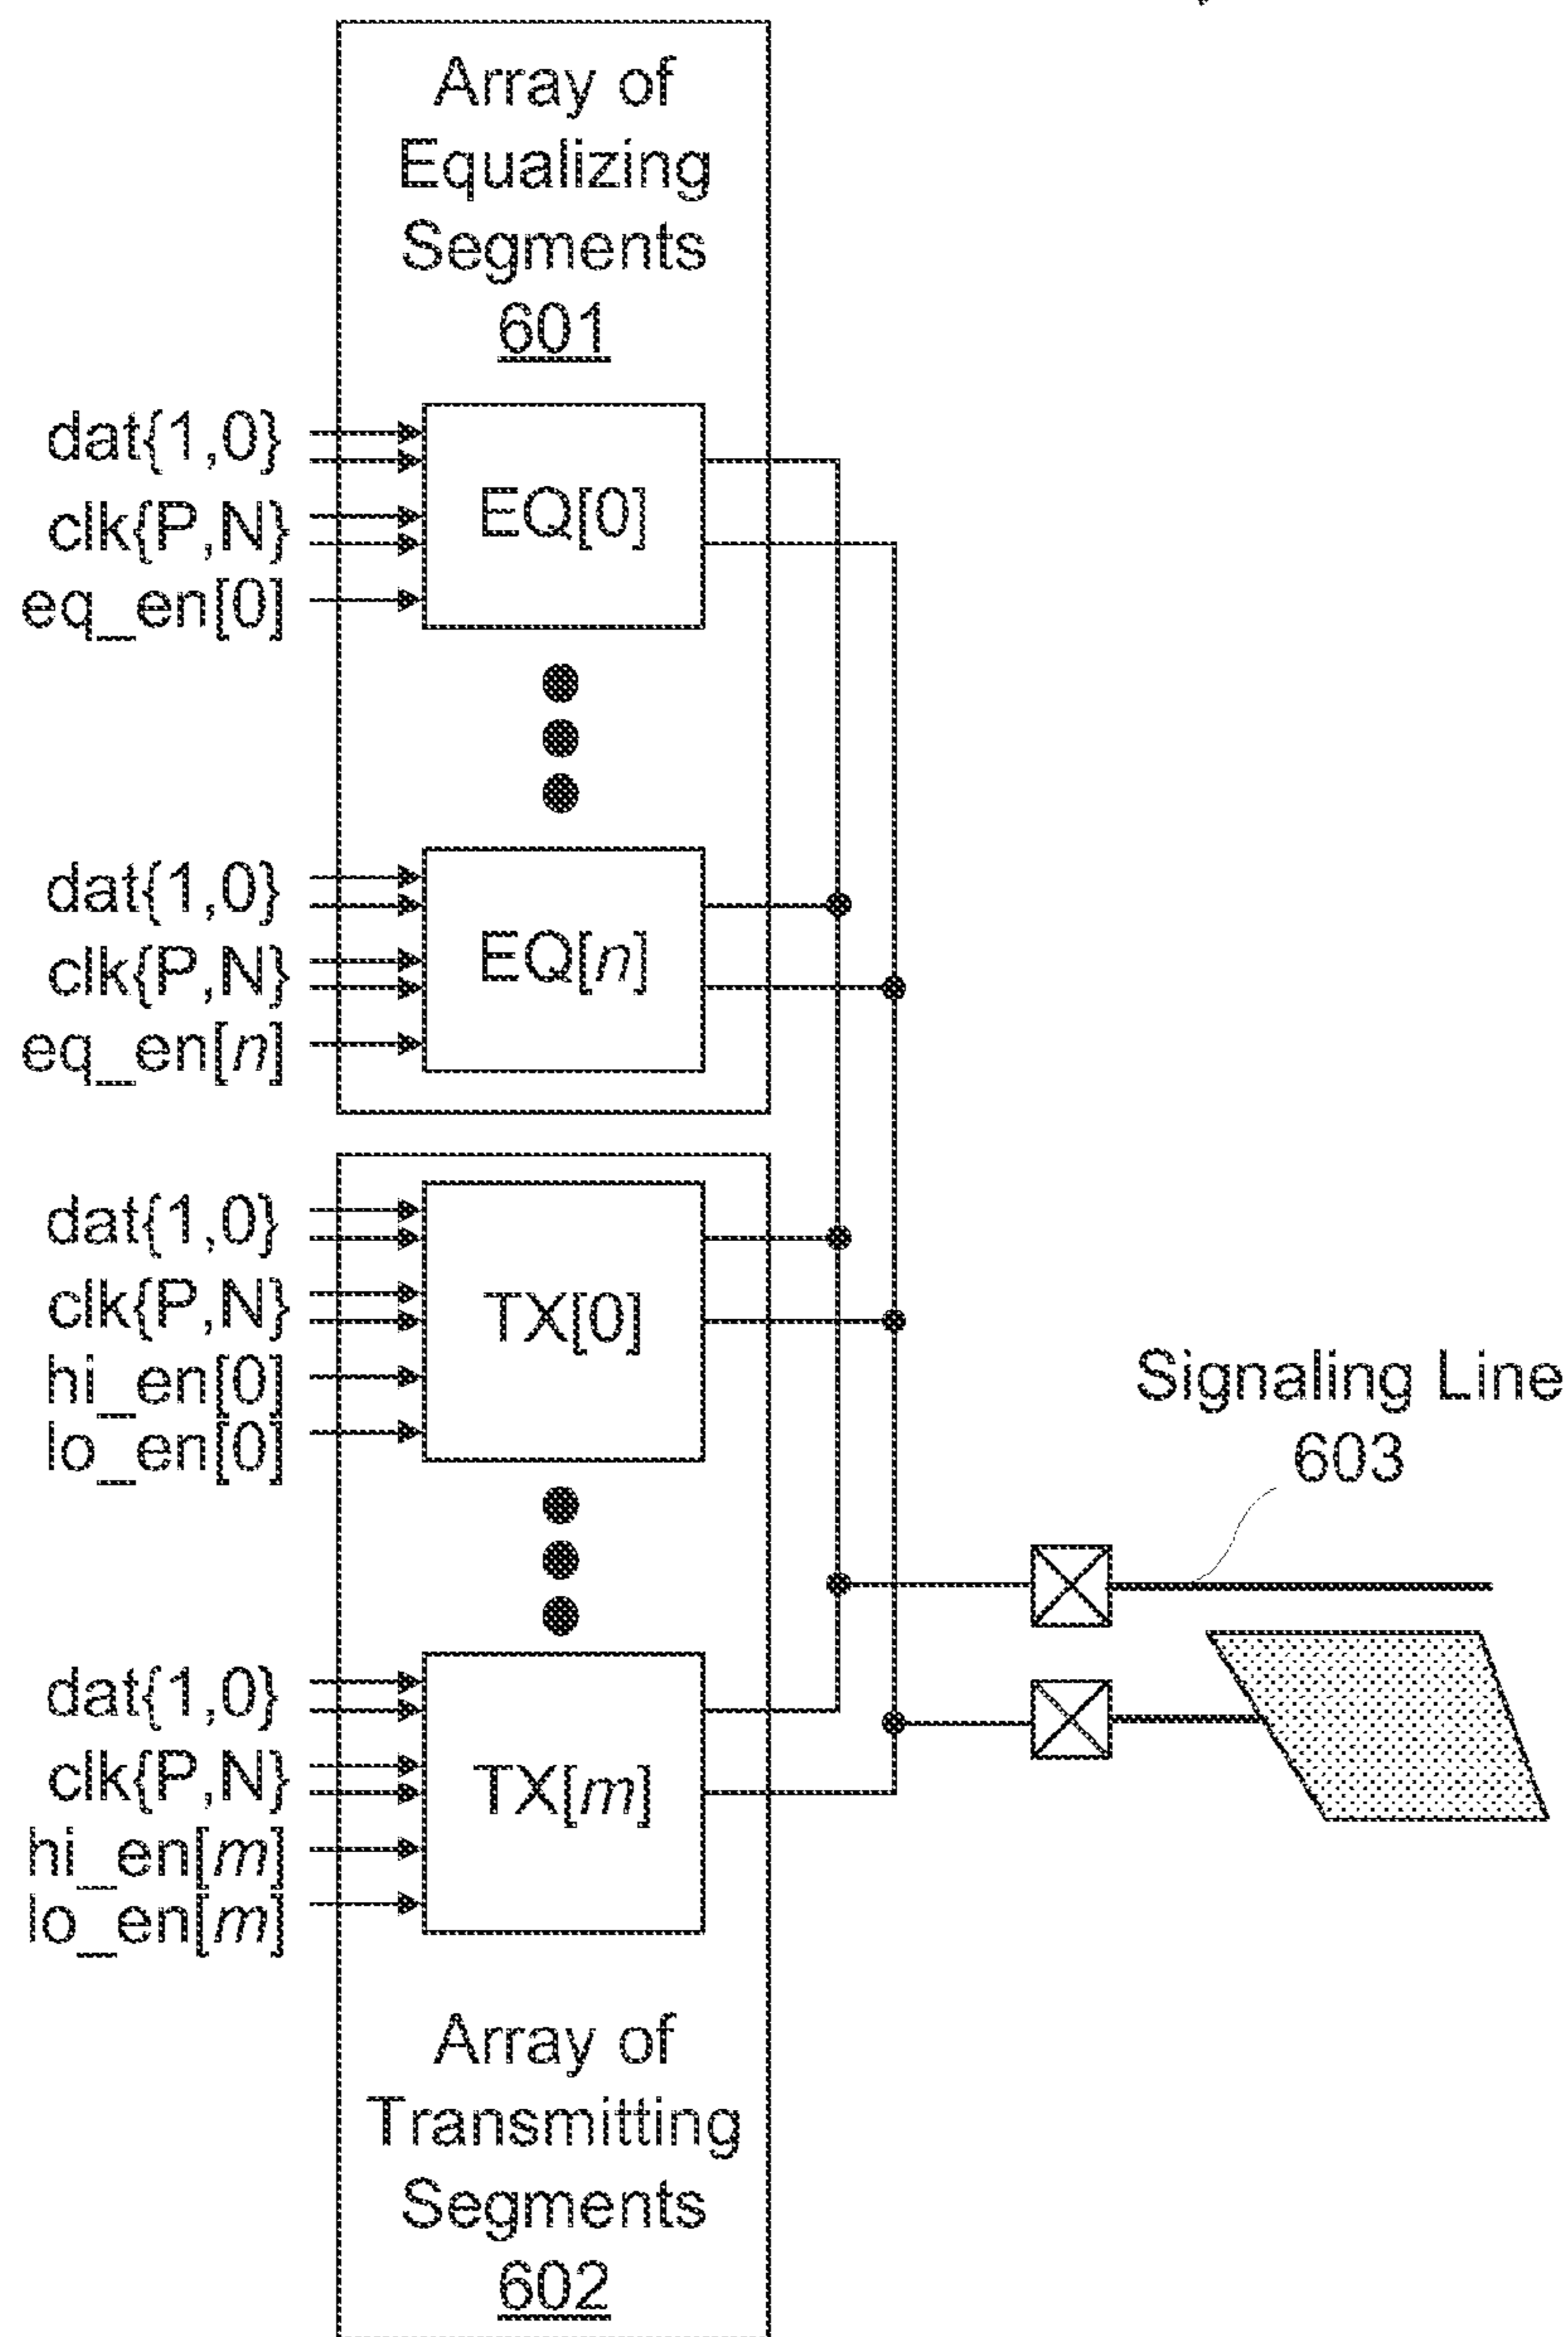 Array of
Equalizing
Segments
601
dat{1,0}
clk{P,N}
eq_en[0]
EQ[0]
dat{1,0}
clk{P,N}
eq_en[n]
EQ[n]
dat{1,0}
clk{P,N}
hi_en[0]
lo_en[0]
TX[0]
Signaling Line
603
dat{1,0}
clk{P,N}
hi_en[m]
lo_en[m]
TX[m]
Array of
Transmitting
Segments
602